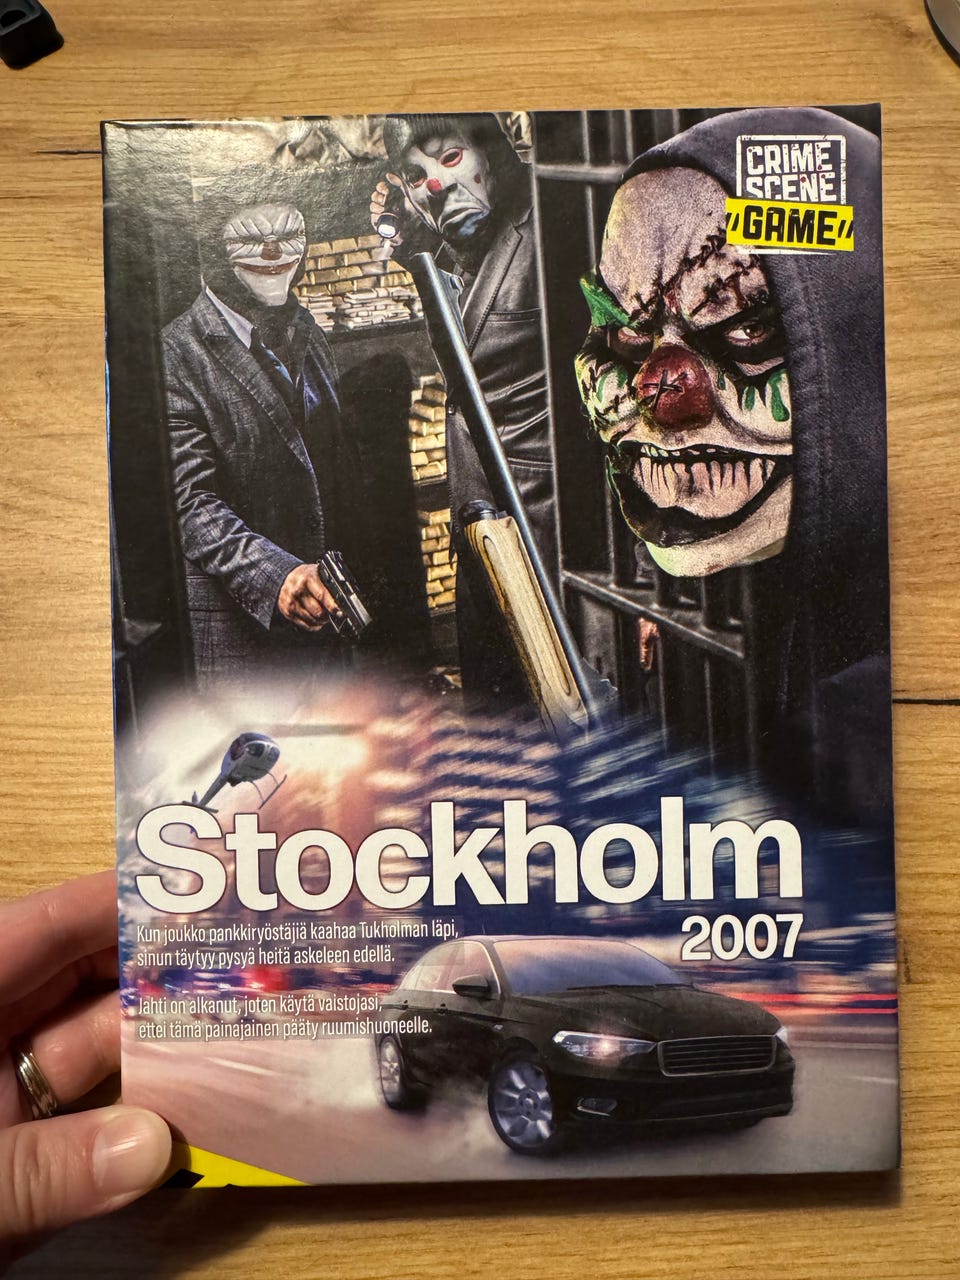 CRIME
SCENE
"GAME"
Stockholm
2007
Kun joukko pankkiryöstäjiä kaahaa Tukholman läpi,
sinun täytyy pysyä heitä askeleen edellä.
Jahti on alkanut, joten käytä vaistojasi,
ettei tämä painajainen pääty ruumishuoneelle.